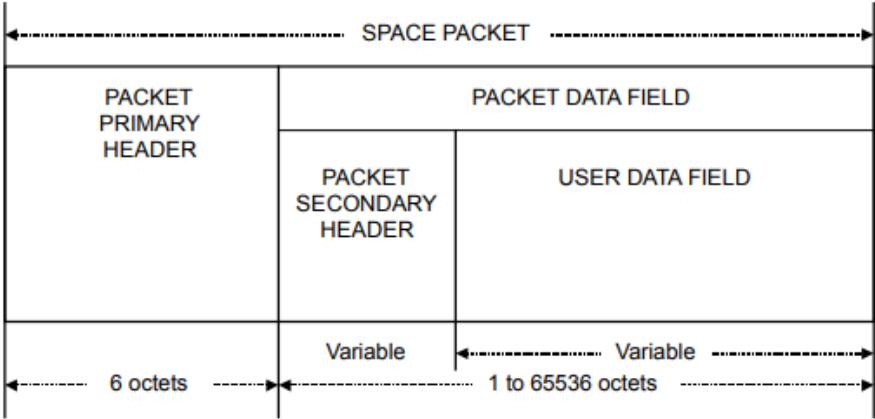 SPACE PACKET
PACKET
PRIMARY
HEADER
PACKET DATA FIELD
PACKET
SECONDARY
HEADER
USER DATA FIELD
Variable
Variable
6 octets
1 to 65536 octets